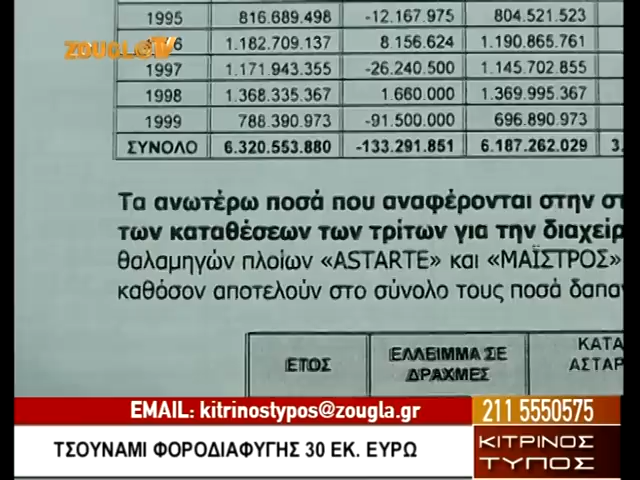 1995 816.689.498 -12.167.975 804.521.523
ZOUGLA TV
1.182.709.137 8.156.624 1.190.865.761
1997 1.171.943.355 -26.240.500 1.145.702.855
1998 1.368.335.367 1.660.000 1.369.995.367
1999 788.390.973 -91.500.000 696.890.973
ΣΥΝΟΛΟ 6.320.553.880 -133.291.851 6.187.262.029 3.
Τα ανωτέρω ποσά που αναφέρονται στην στ
των καταθέσεων των τρίτων για την διαχείρ
θαλαμηγών πλοίων «ASTARTE» και «ΜΑΪΣΤΡΟΣ»
καθόσον αποτελούν στο σύνολο τους ποσά δαπαν
ΕΤΟΣ
ΕΛΛΕΙΜΜΑ ΣΕ
ΔΡΑΧΜΕΣ
ΚΑΤΑ
ΑΣΤΑΡ
EMAIL: kitrinostypos@zougla.gr 211 5550575
ΤΣΟΥΝΑΜΙ ΦΟΡΟΔΙΑΦΥΓΗΣ 30 ΕΚ. ΕΥΡΩ
ΚΙΤΡΙΝΟΣ
ΤΥΠΟΣ